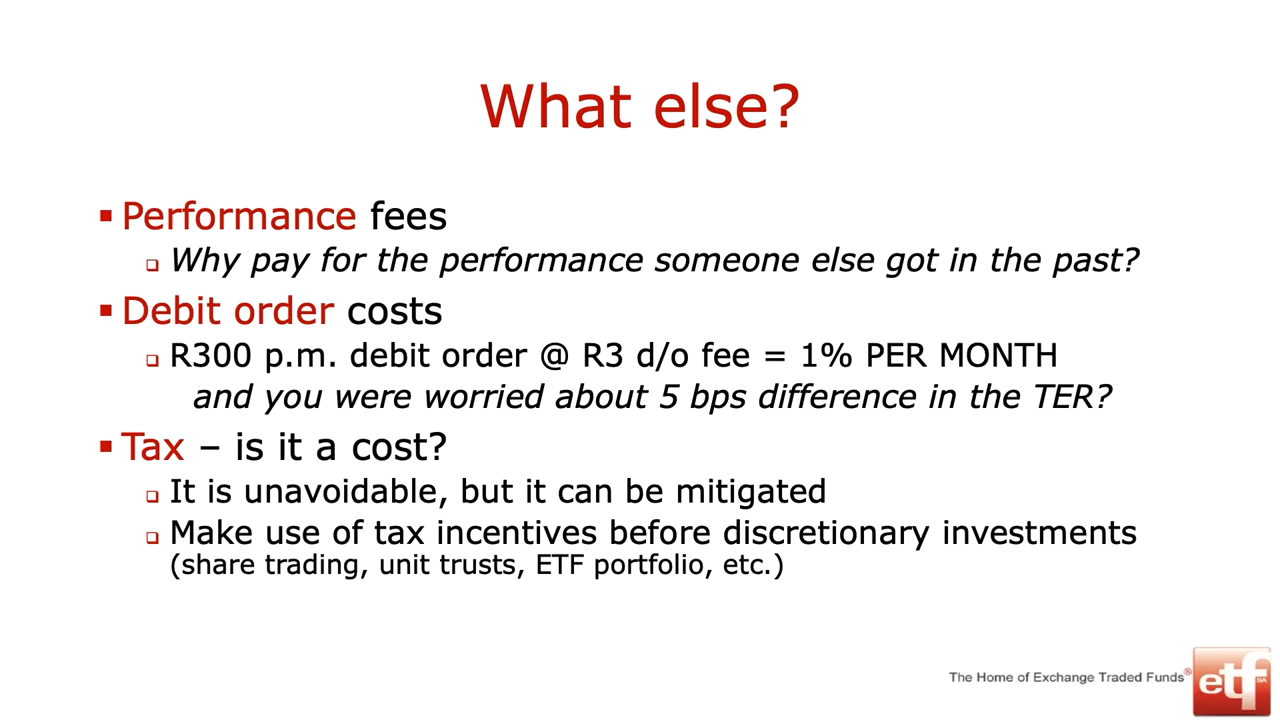 What else?
Performance fees
Why pay for the performance someone else got in the past?
Debit order costs
R300 p.m. debit order @ R3 d/o fee = 1% PER MONTH
and you were worried about 5 bps difference in the TER?
Tax – is it a cost?
It is unavoidable, but it can be mitigated
Make use of tax incentives before discretionary investments
(share trading, unit trusts, ETF portfolio, etc.)
The Home of Exchange Traded Funds®
etf SA